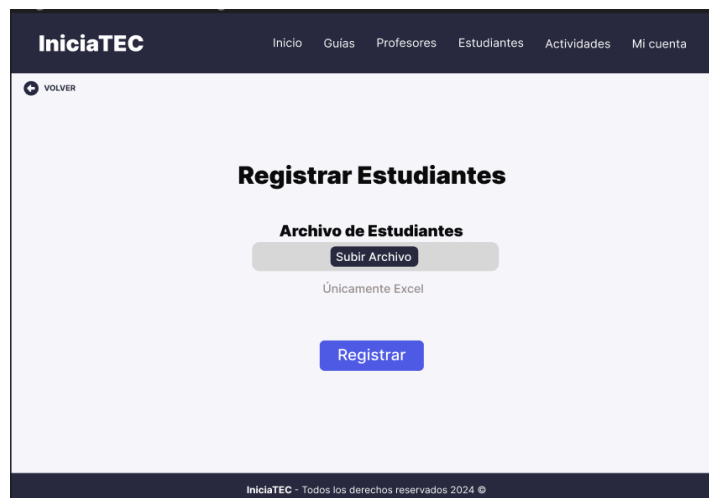 IniciaTEC
Inicio Guías Profesores Estudiantes Actividades Mi cuenta
VOLVER
Registrar Estudiantes
Archivo de Estudiantes
Subir Archivo
Únicamente Excel
Registrar
IniciaTEC - Todos los derechos reservados 2024 ©